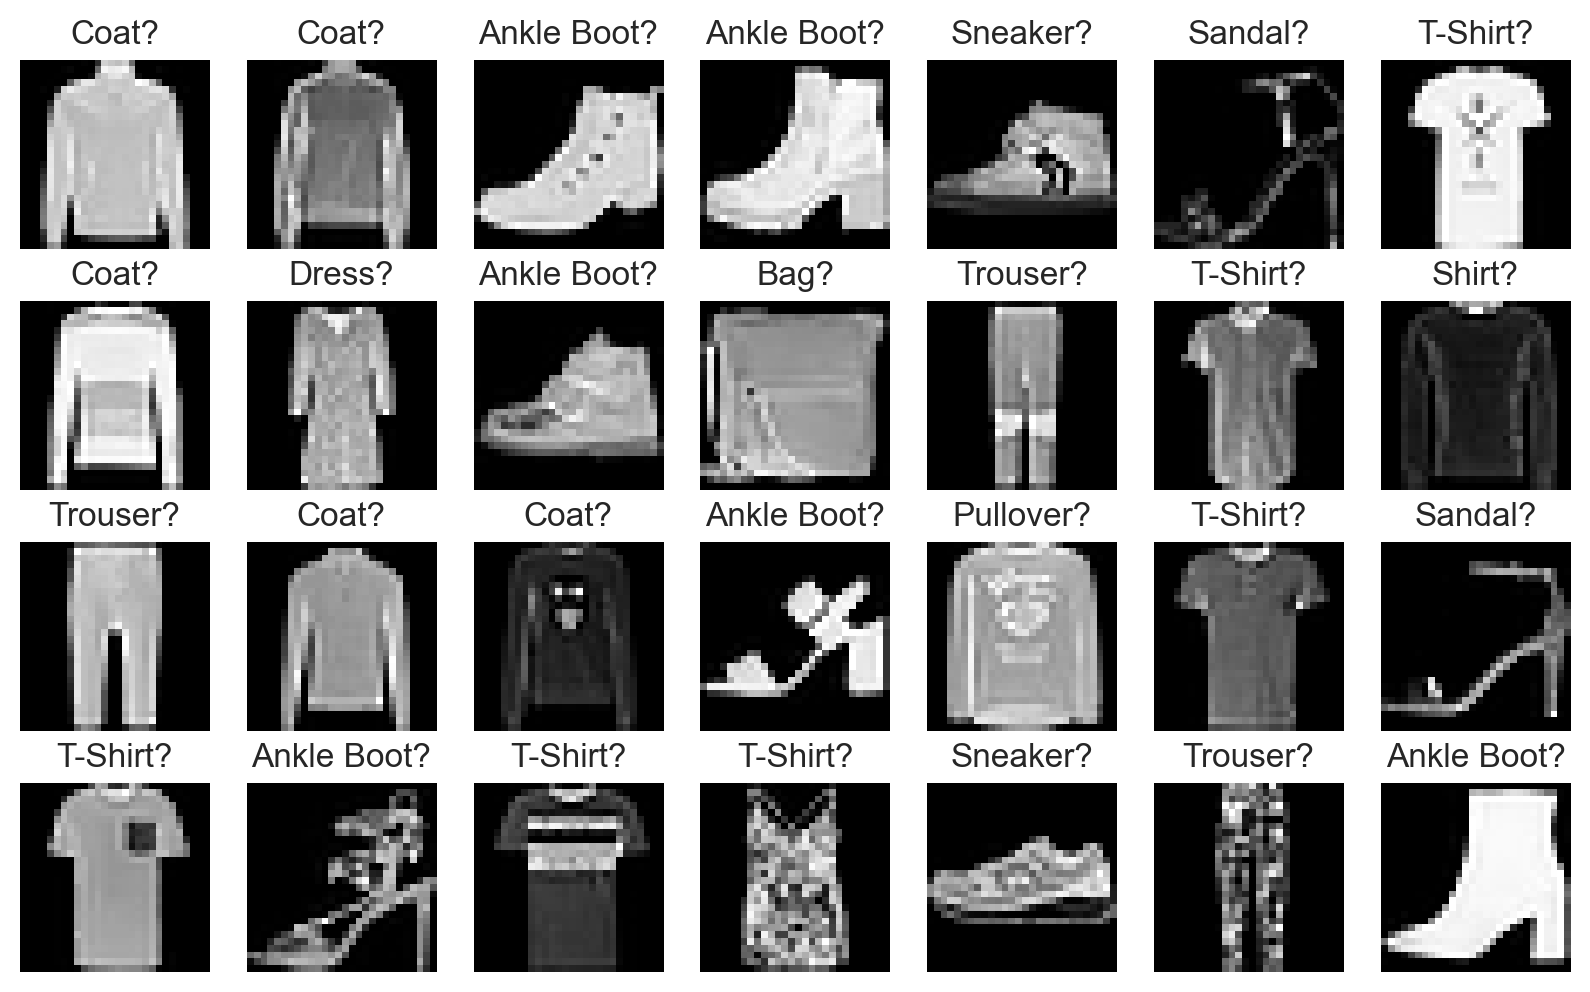 Coat? Coat? Ankle Boot? Ankle Boot? Sneaker? Sandal? T-Shirt?
Coat? Dress? Ankle Boot? Bag? Trouser? T-Shirt? Shirt?
Trouser? Coat? Coat? Ankle Boot? Pullover? T-Shirt? Sandal?
T-Shirt? Ankle Boot? T-Shirt? T-Shirt? Sneaker? Trouser? Ankle Boot?